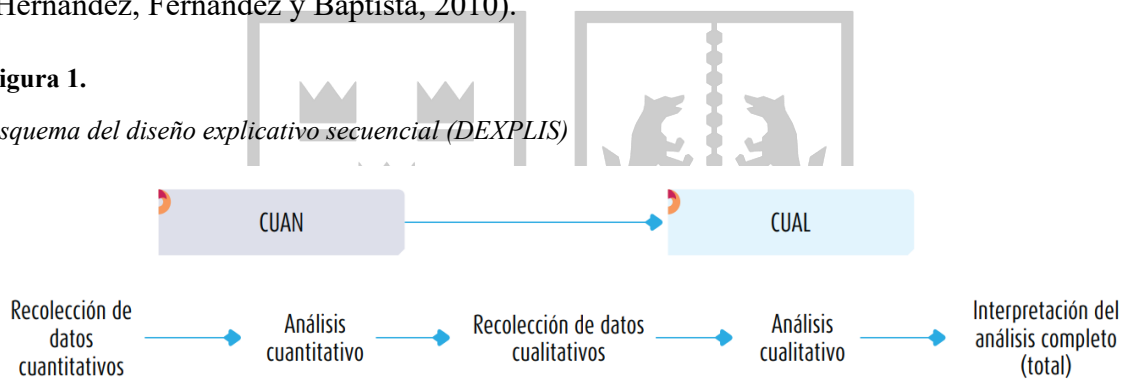 Hernández, Fernández y Baptista, 2010).
igura 1.
squema del diseño explicativo secuencial (DEXPLIS)
CUAN
CUAL
Recolección de
datos
cuantitativos
Análisis
cuantitativo
Recolección de datos
cualitativos
Análisis
cualitativo
Interpretación del
análisis completo
(total)